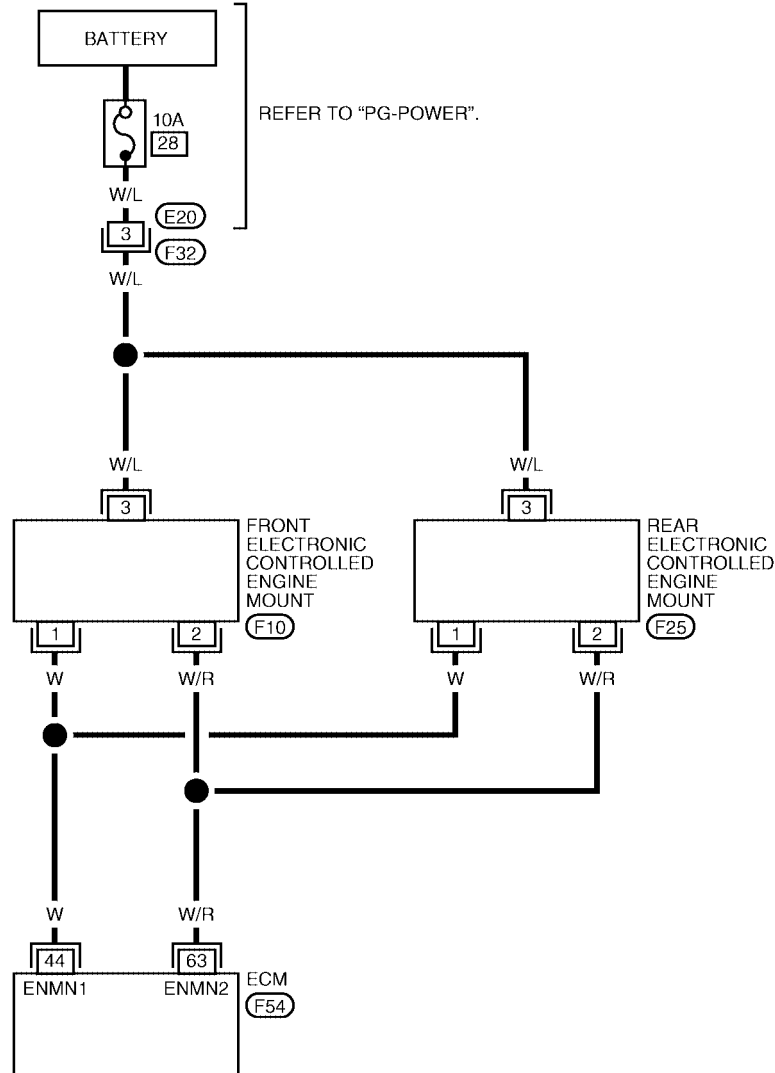 BATTERY
10A
28
REFER TO “PG-POWER”.
W/L
E20
3
F32
W/L
W/L
W/L
3
3
FRONT
ELECTRONIC
CONTROLLED
ENGINE
MOUNT
F10
REAR
ELECTRONIC
CONTROLLED
ENGINE
MOUNT
F25
1
2
1
2
W
W/R
W
W/R
W
W/R
44
63
ECM
ENMN1
ENMN2
F54